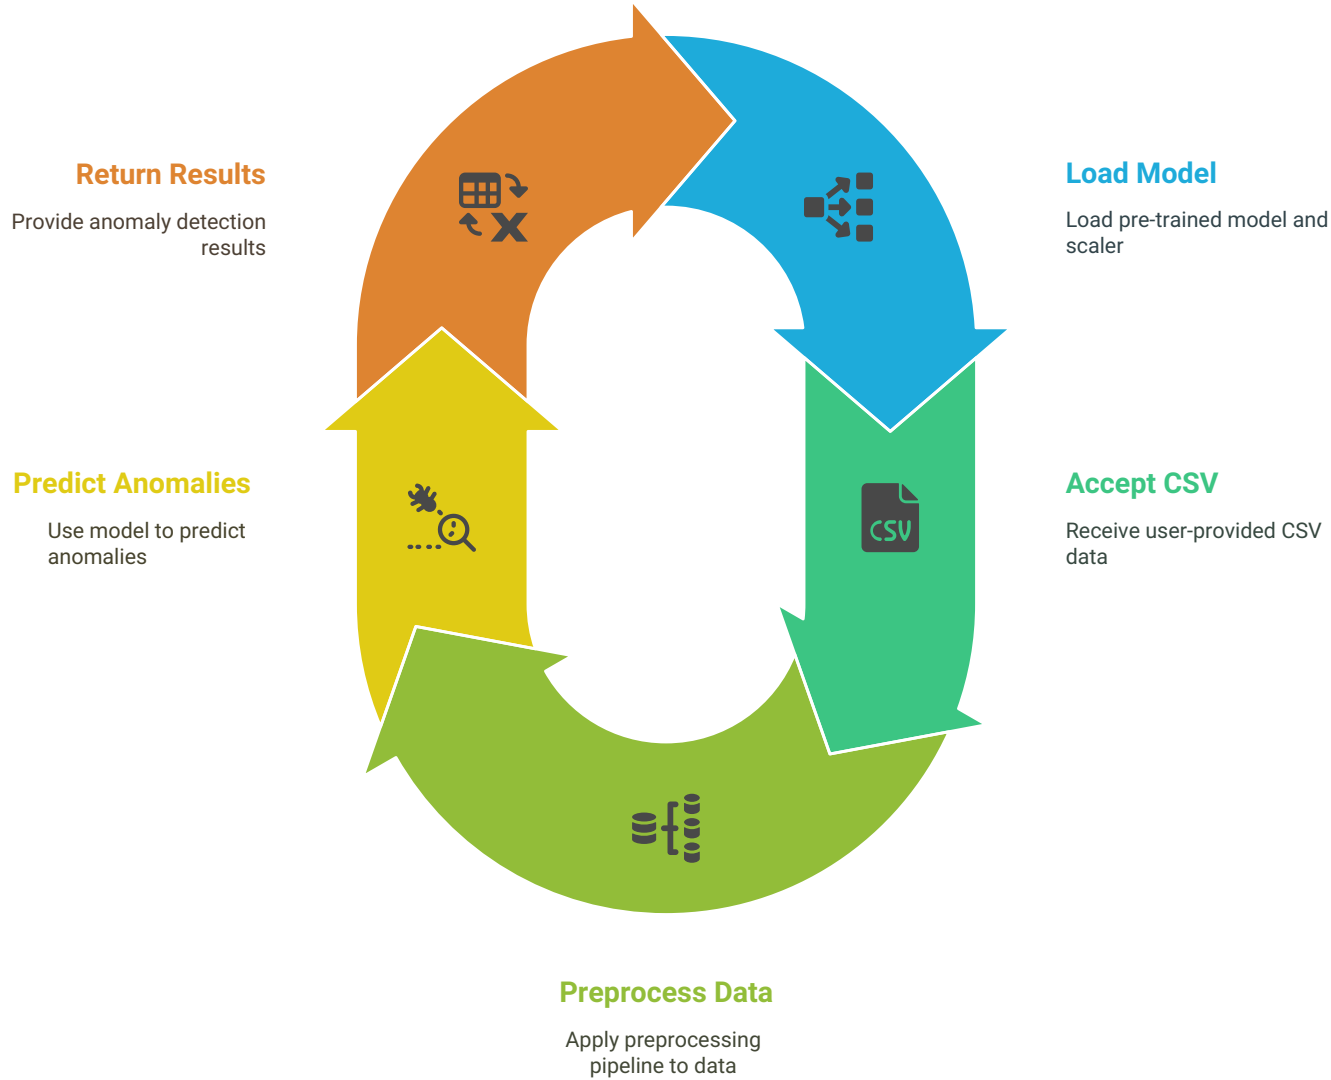 Return Results
Provide anomaly detection
results
Load Model
Load pre-trained model and
scaler
Predict Anomalies
Use model to predict
anomalies
CSV
Accept CSV
Receive user-provided CSV
data
Preprocess Data
Apply preprocessing
pipeline to data